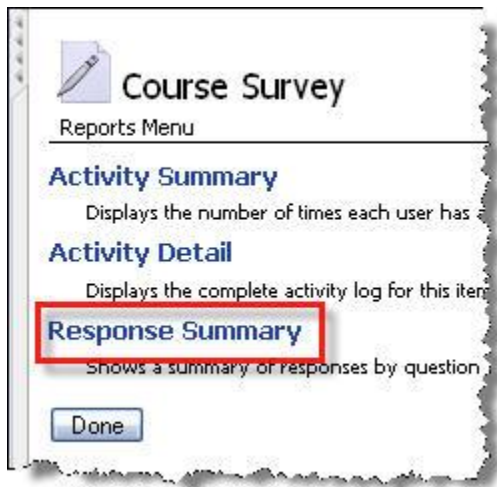 Course Survey
Reports Menu
Activity Summary
Displays the number of times each user has
Activity Detail
Displays the complete activity log for this item
Response Summary
Shows a summary of responses by question
Done